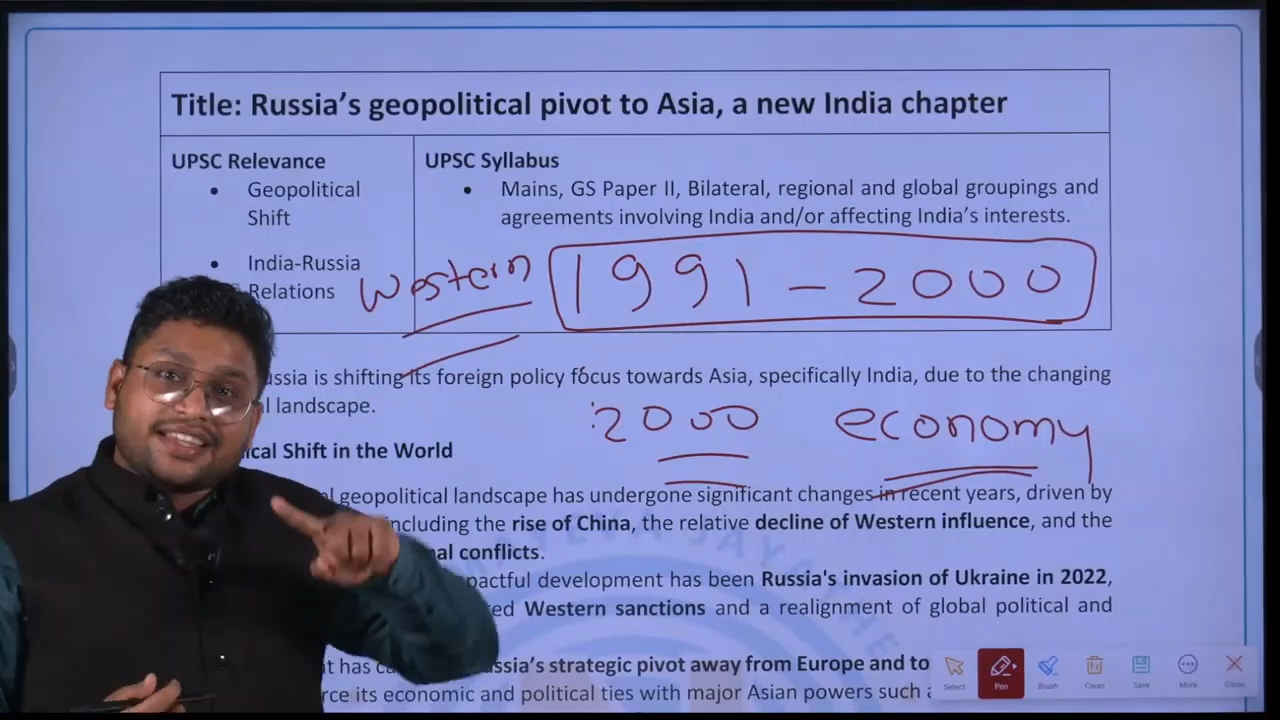 Title: Russia's geopolitical pivot to Asia, a new India chapter
UPSC Relevance
• Geopolitical
Shift
• India-Russia
Relations
UPSC Syllabus
• Mains, GS Paper II, Bilateral, regional and global groupings and
agreements involving India and/or affecting India's interests.
Western 1991 – 2000
ussia is shifting its foreign policy focus towards Asia, specifically India, due to the changing
l landscape.
2000 economy
ical Shift in the World
l geopolitical landscape has undergone significant changes in recent years, driven by
including the rise of China, the relative decline of Western influence, and the
al conflicts.
pactful development has been Russia's invasion of Ukraine in 2022,
ed Western sanctions and a realignment of global political and
t has ssia's strategic pivot away from Europe and to
rce its economic and political ties with major Asian powers such
Select
Pen
Brush
Clean
Save
More
Close